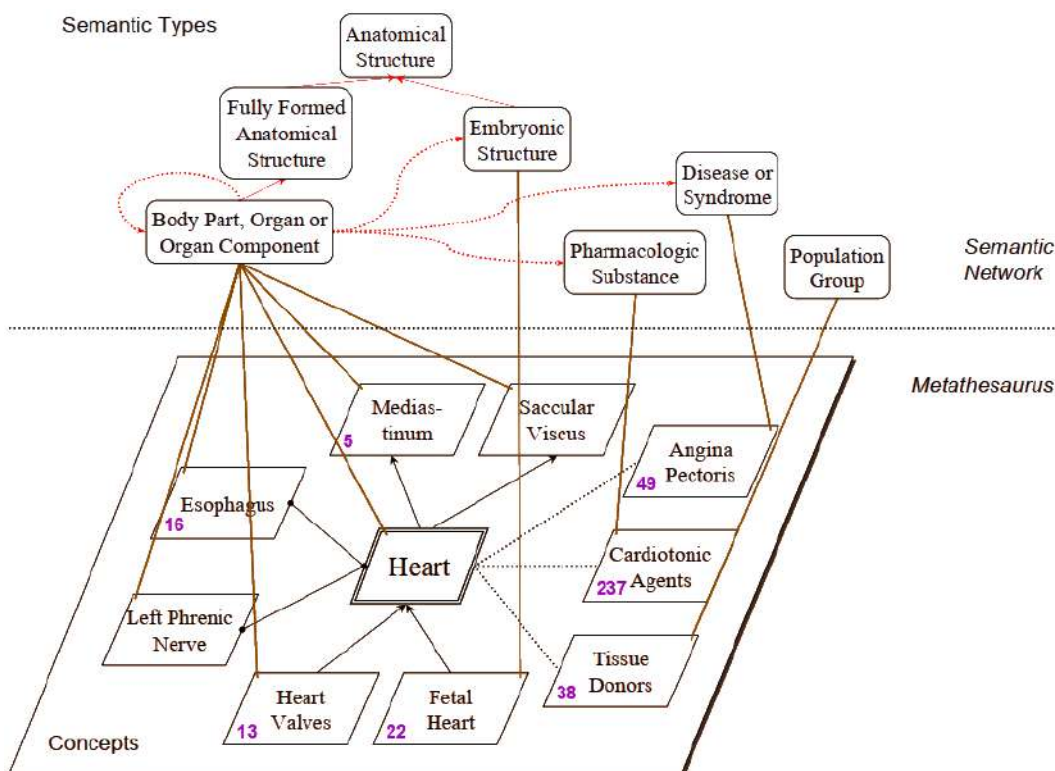 Semantic Types
Anatomical
Structure
Fully Formed
Anatomical
Structure
Embryonic
Structure
Disease or
Syndrome
Body Part, Organ or
Organ Component
Pharmacologic
Substance
Population
Group
Semantic
Network
Metathesaurus
Medias-
tinum
5
Saccular
Viscus
Angina
Pectoris
49
Esophagus
16
Heart
Cardiotonic
Agents
237
Left Phrenic
Nerve
Tissue
Donors
38
Heart
Valves
13
Fetal
Heart
22
Concepts